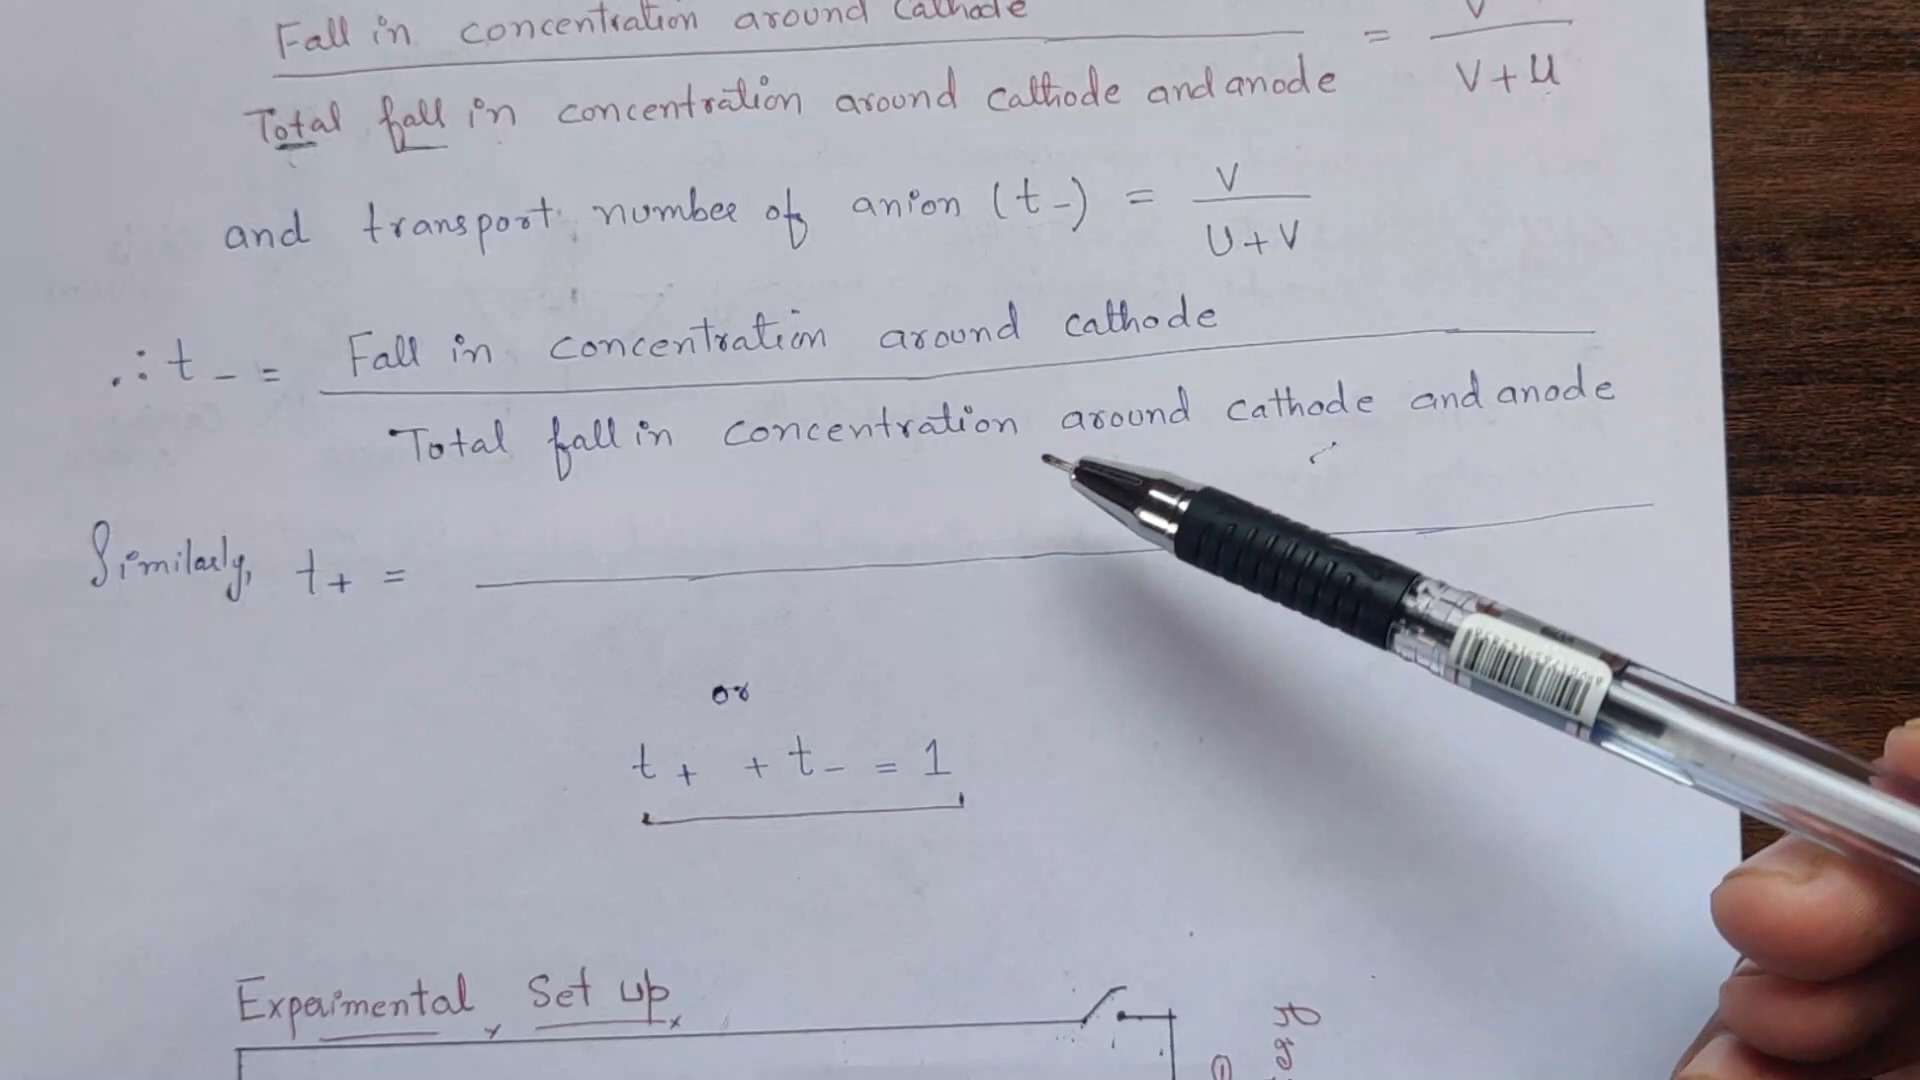 Fall in concentration around Cathode
= V
Total fall in concentration around cathode and anode
V + U
and transport number of anion (t-) = V
U + V
∴ t- = Fall in concentration around cathode
Total fall in concentration around cathode and anode
Similarly, t+ =
or
t+ + t- = 1
Experimental Set up